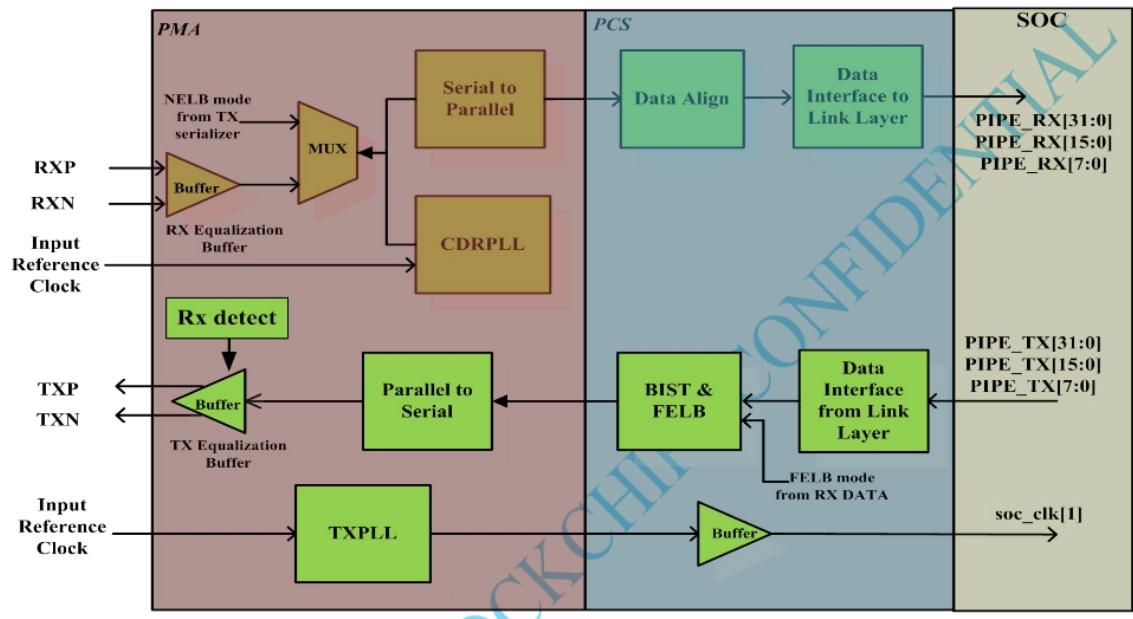 PMA
PCS
SOC
NELB mode
from TX
serializer
MUX
Serial to
Parallel
Data Align
Data
Interface to
Link Layer
PIPE_RX[31:0]
PIPE_RX[15:0]
PIPE_RX[7:0]
RXP
RXN
Buffer
RX Equalization
Buffer
Input
Reference
Clock
CDRPLL
Rx detect
TXP
TXN
Buffer
TX Equalization
Buffer
Parallel to
Serial
BIST &
FELB
Data
Interface
from Link
Layer
PIPE_TX[31:0]
PIPE_TX[15:0]
PIPE_TX[7:0]
FELB mode
from RX DATA
Input
Reference
Clock
TXPLL
Buffer
soc_clk[1]
OCKCHIP CONFIDENTIAL